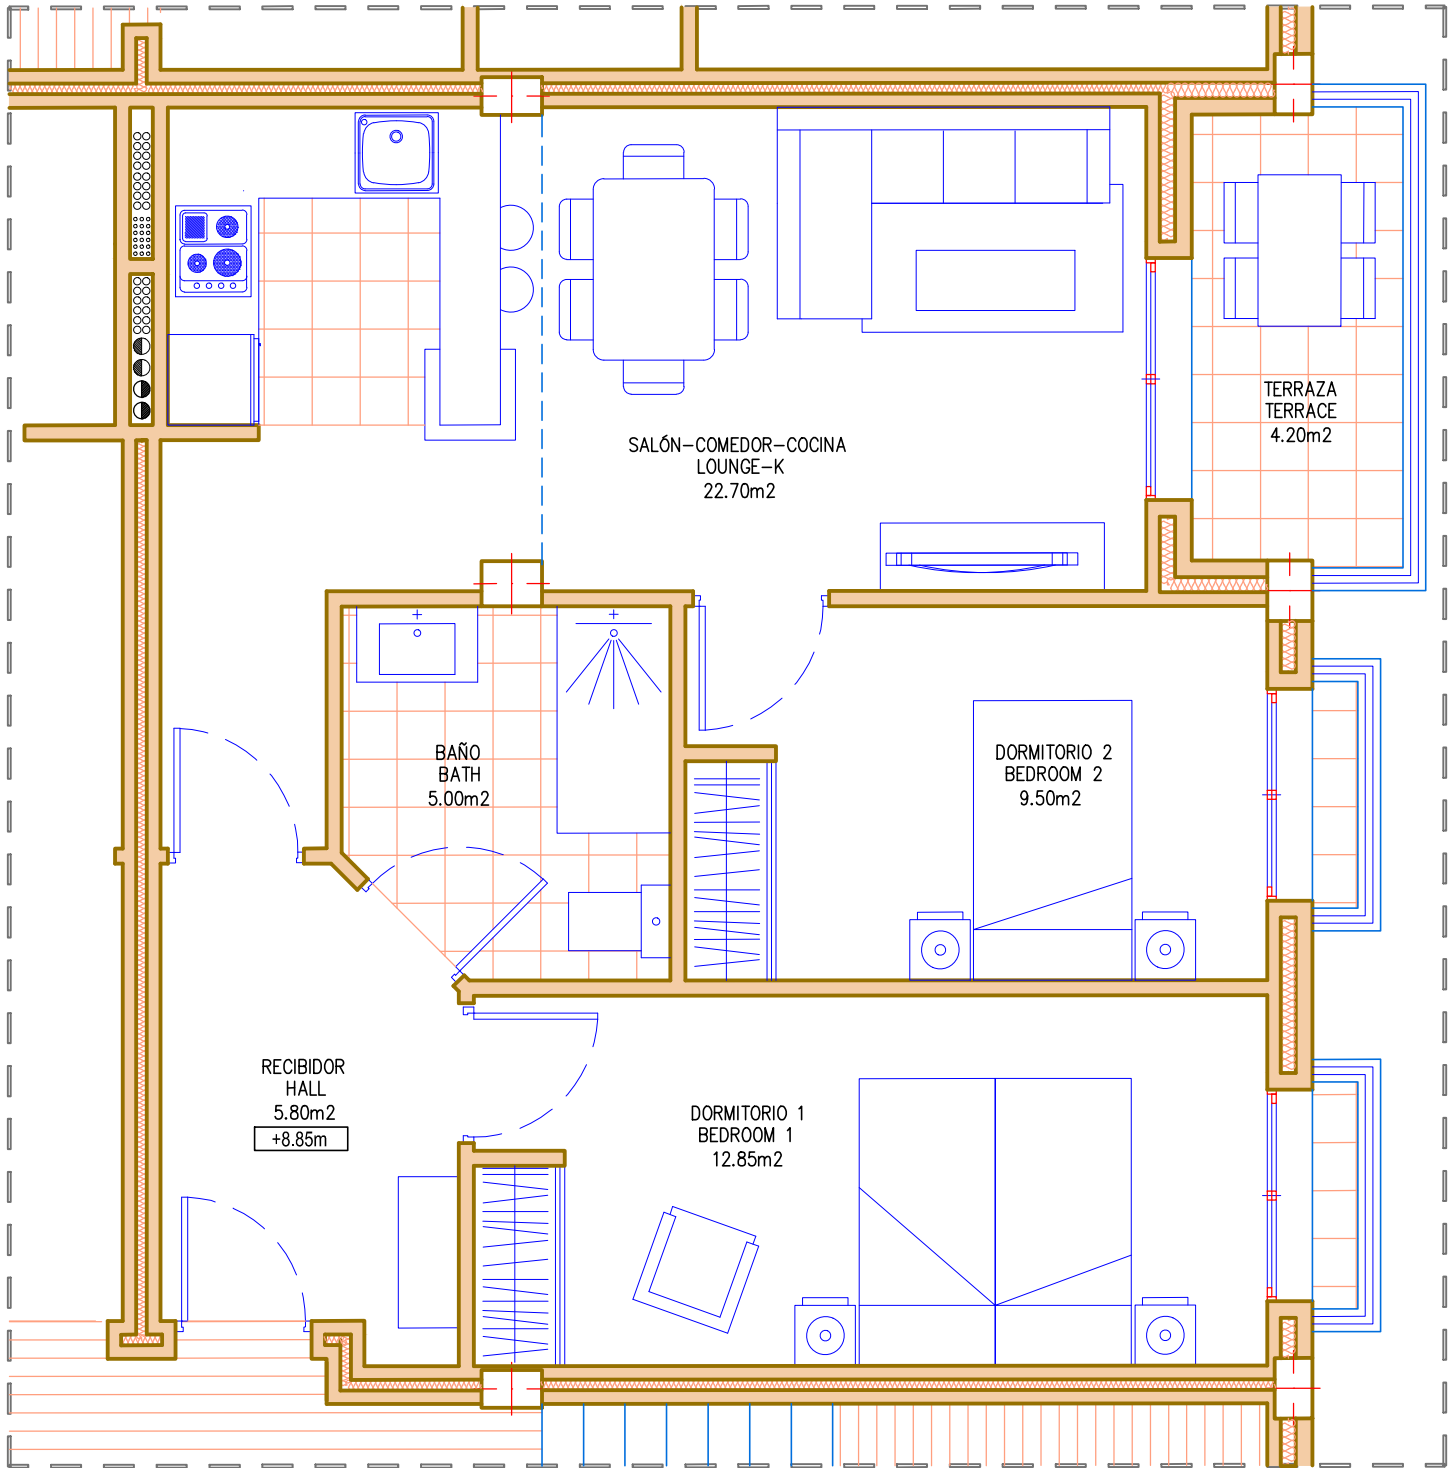 TERRAZA
TERRACE
4.20m2
SALÓN-COMEDOR-COCINA
LOUNGE-K
22.70m2
BAÑO
BATH
5.00m2
DORMITORIO 2
BEDROOM 2
9.50m2
RECIBIDOR
HALL
5.80m2
+8.85m
DORMITORIO 1
BEDROOM 1
12.85m2